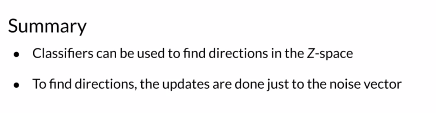 Summary
• Classifiers can be used to find directions in the Z-space
• To find directions, the updates are done just to the noise vector